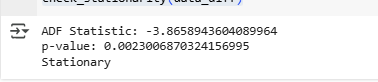 check_stationarity(data_diff)
ADF Statistic: -3.8658943604089964
p-value: 0.0023006870324156995
Stationary